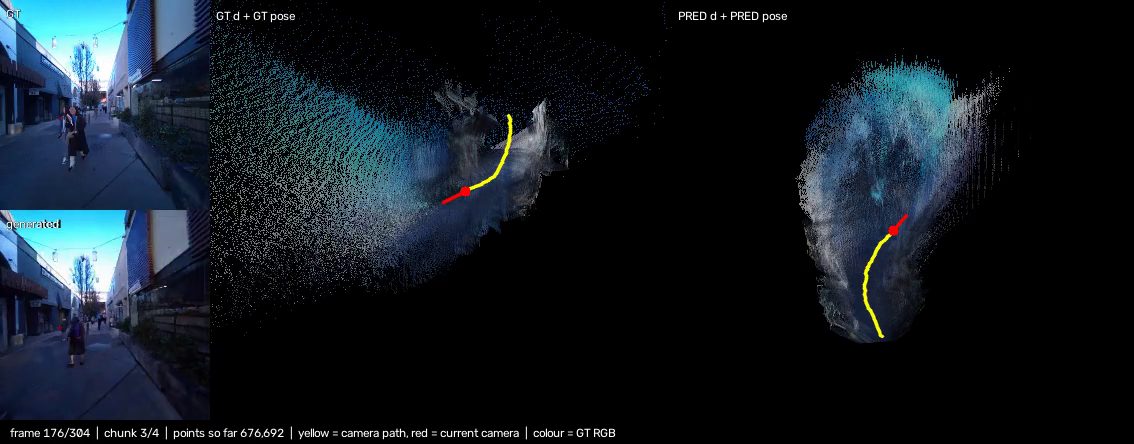 GT
GT d + GT pose
PRED d + PRED pose
generated
frame 176/304 | chunk 3/4 | points so far 676,692 | yellow = camera path, red = current camera | colour = GT RGB